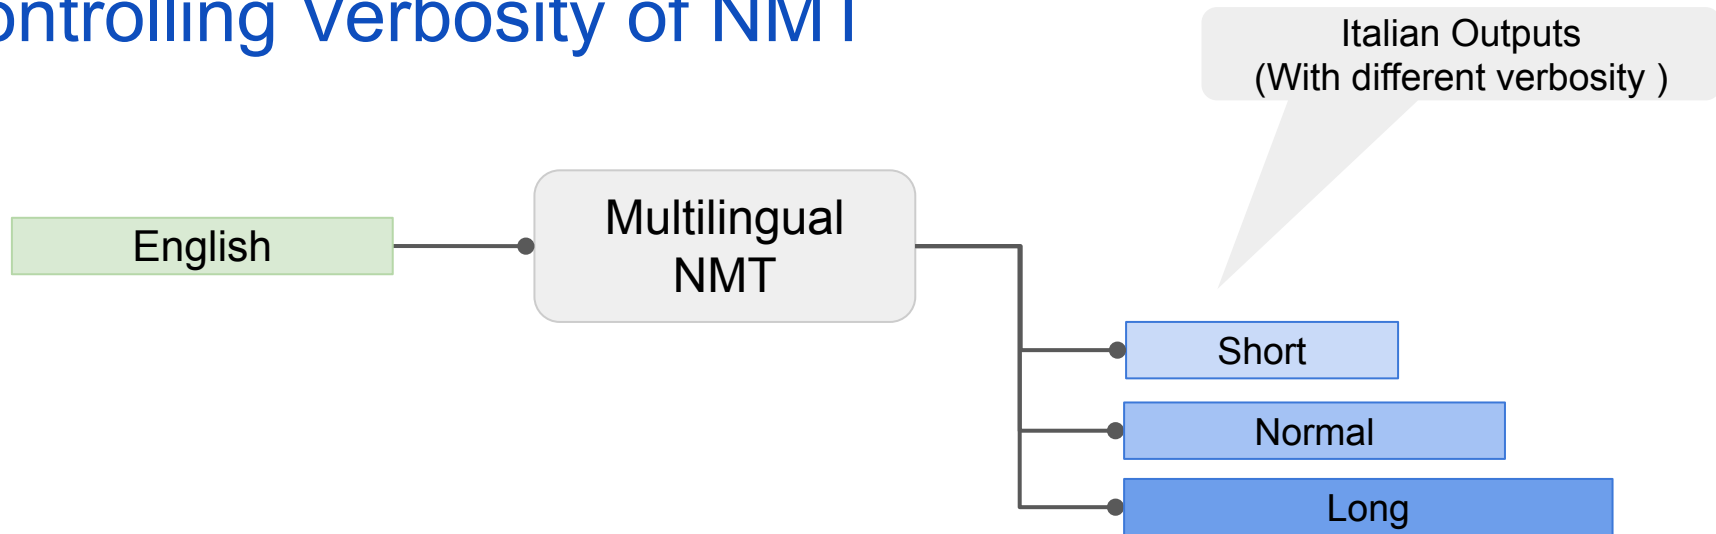 ontrolling Verbosity of NMT
Italian Outputs
(With different verbosity )
English
Multilingual
NMT
Short
Normal
Long